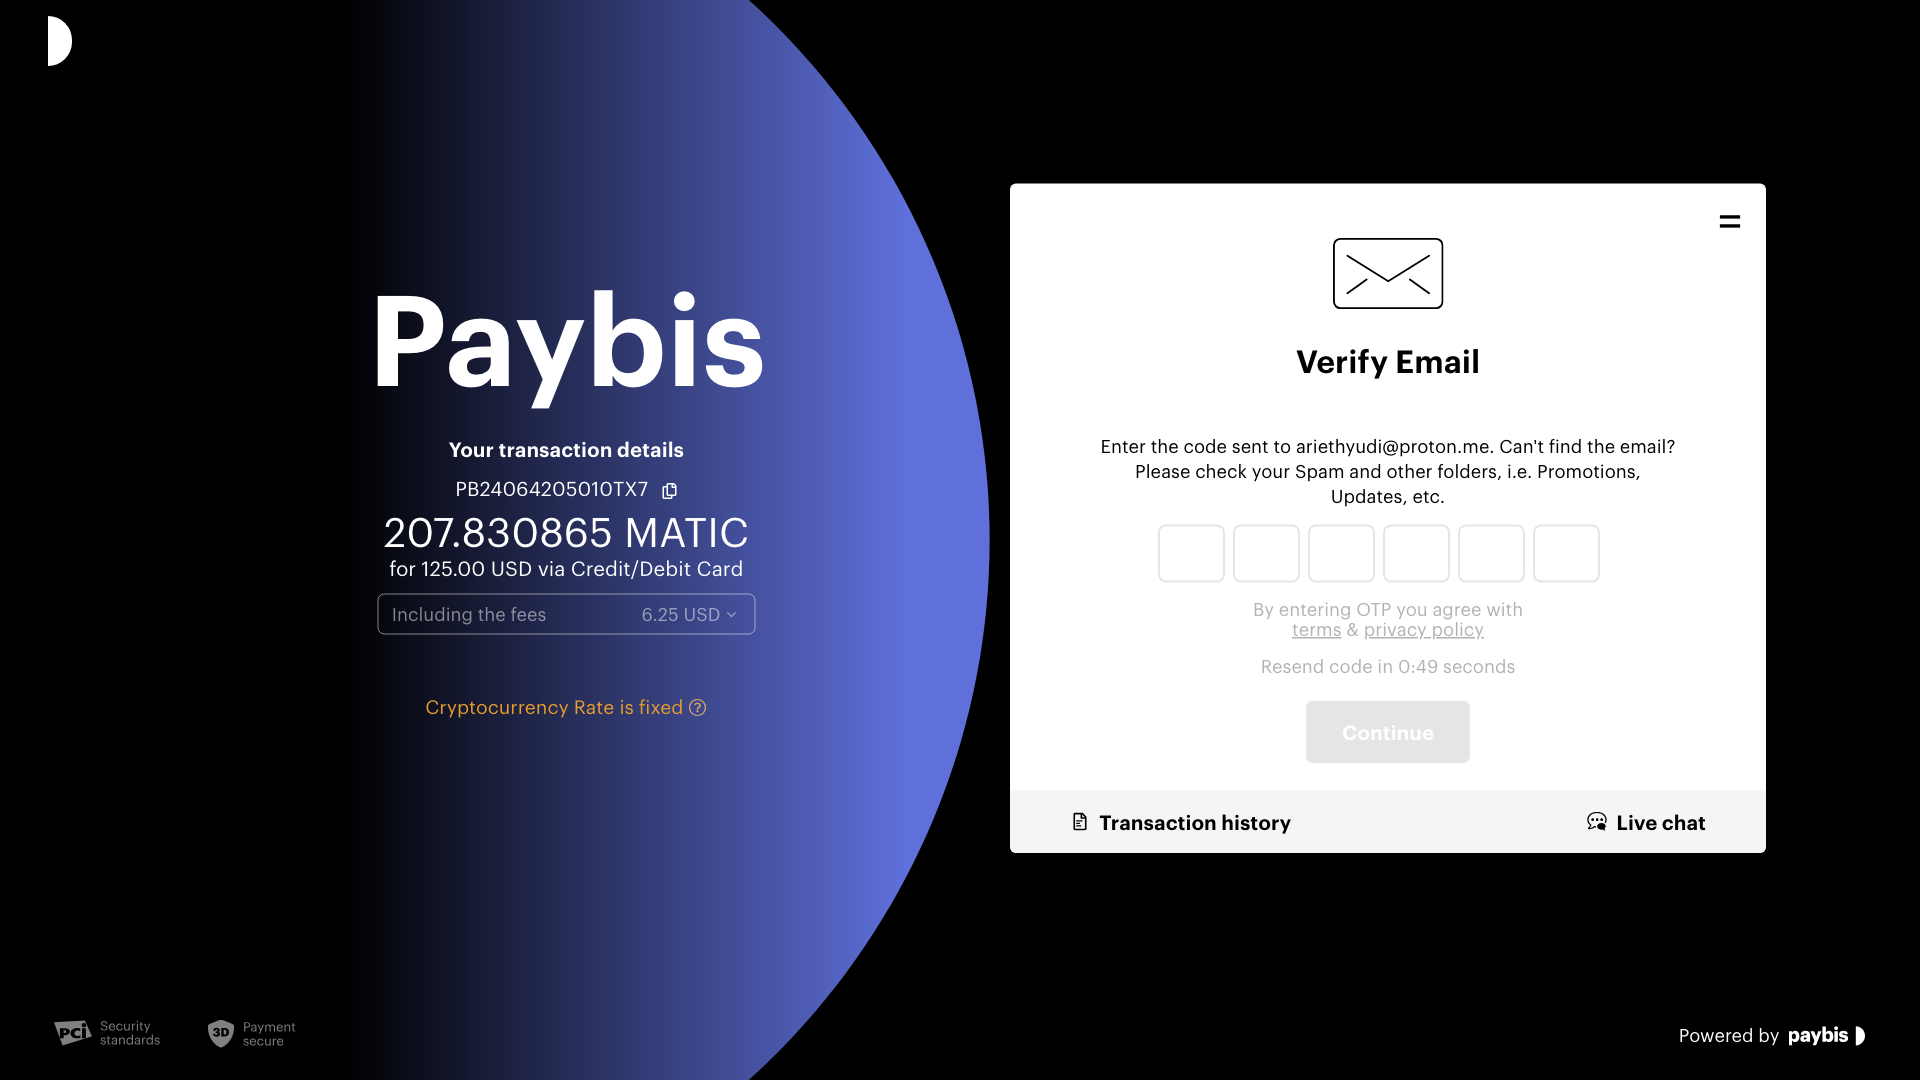 Paybis
Your transaction details
PB24064205010TX7
207.830865 MATIC
for 125.00 USD via Credit/Debit Card
Including the fees 6.25 USD
Cryptocurrency Rate is fixed ?
Verify Email
Enter the code sent to ariethyudi@proton.me. Can't find the email?
Please check your Spam and other folders, i.e. Promotions,
Updates, etc.
By entering OTP you agree with
terms & privacy policy
Resend code in 0:49 seconds
Continue
Transaction history
Live chat
PCi Security
standards
3D Payment
secure
Powered by paybis